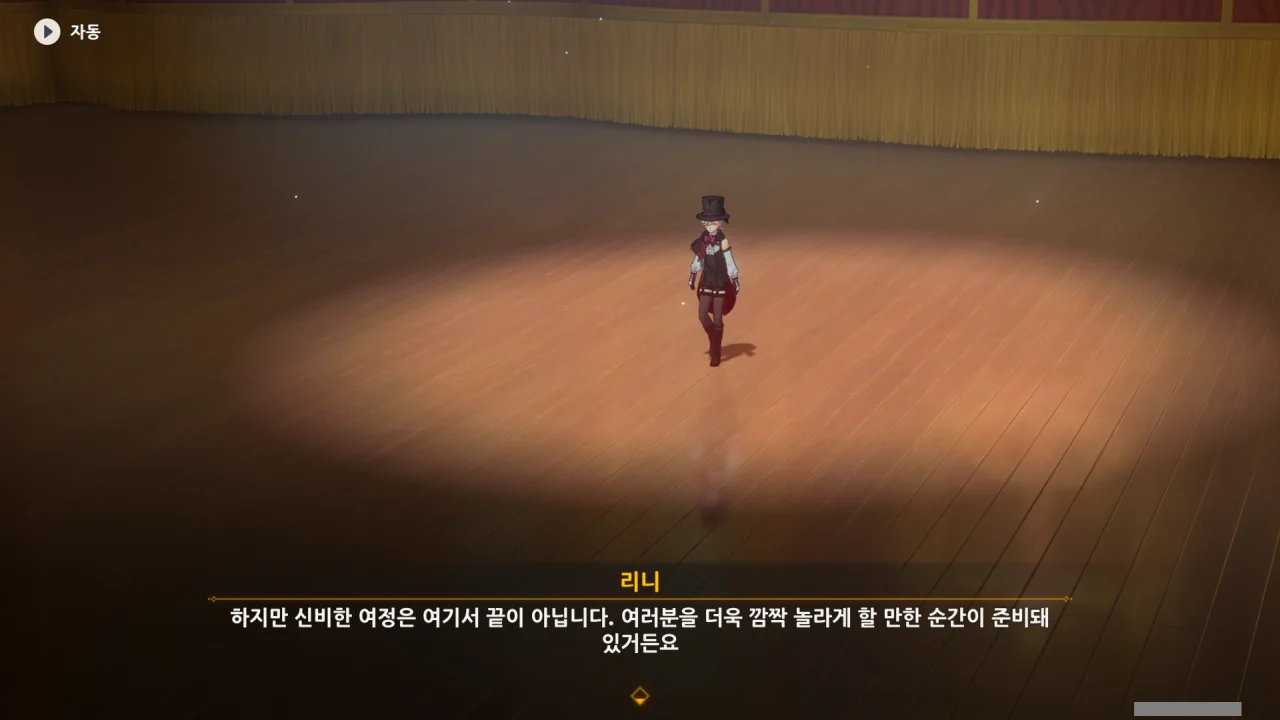 자동
리니
하지만 신비한 여정은 여기서 끝이 아닙니다. 여러분을 더욱 깜짝 놀라게 할 만한 순간이 준비돼
있거든요